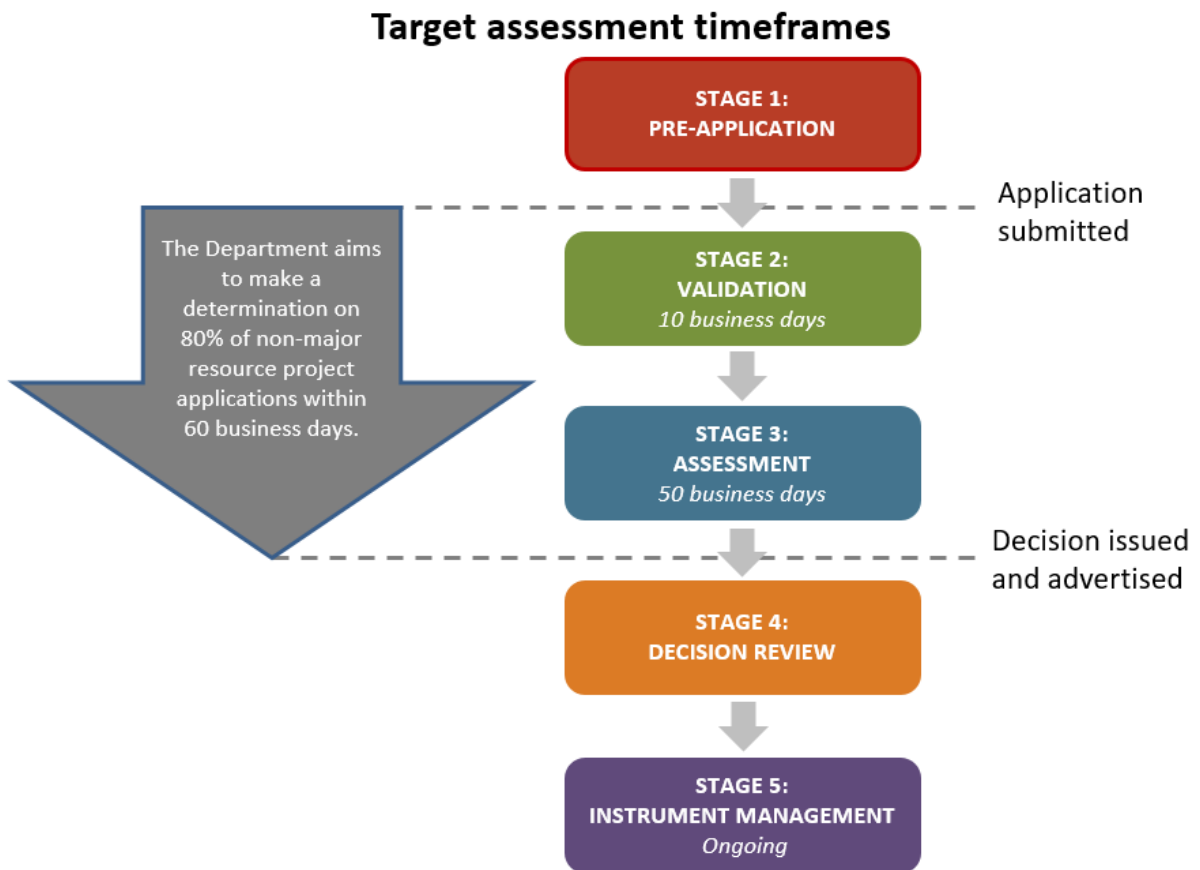 Target assessment timeframes
STAGE 1:
PRE-APPLICATION
Application
submitted
The Department aims
to make a
determination on
80% of non-major
resource project
applications within
60 business days.
STAGE 2:
VALIDATION
10 business days
STAGE 3:
ASSESSMENT
50 business days
Decision issued
and advertised
STAGE 4:
DECISION REVIEW
STAGE 5:
INSTRUMENT MANAGEMENT
Ongoing